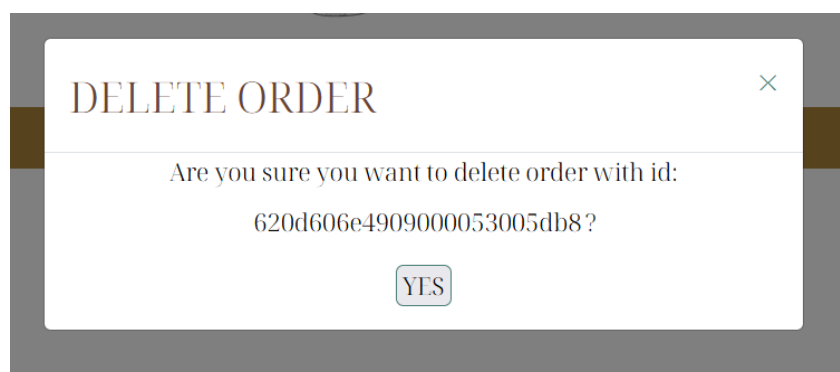 DELETE ORDER
Are you sure you want to delete order with id:
620d606e4909000053005db8 ?
YES